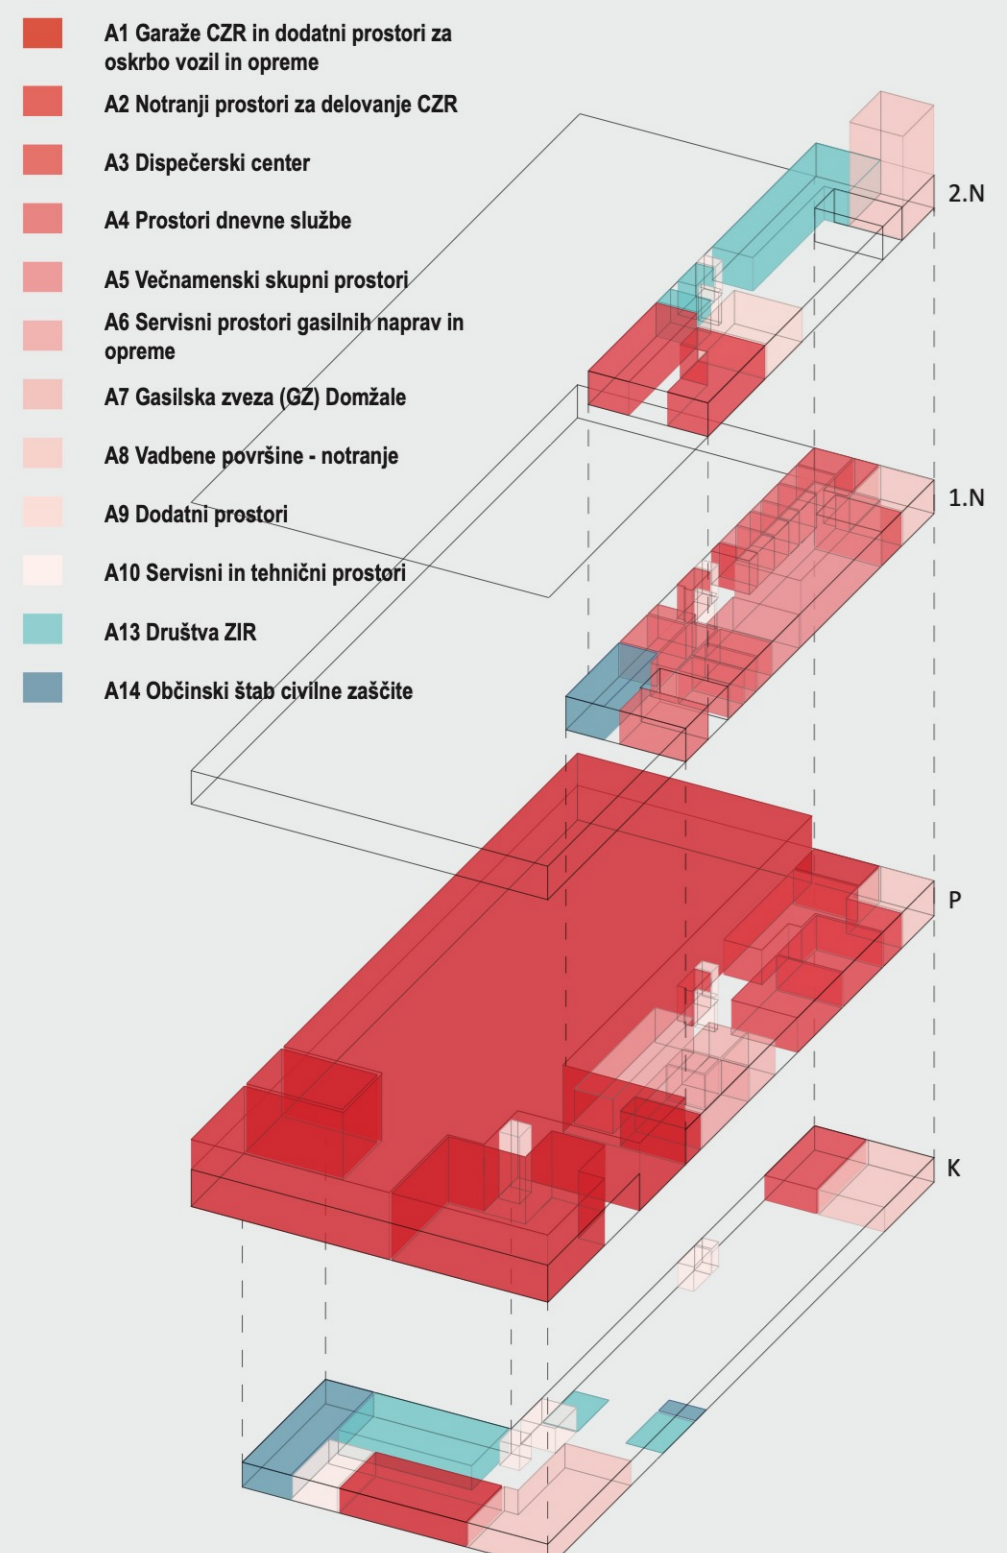 A1 Garaže CZR in dodatni prostori za
oskrbo vozil in opreme
A2 Notranji prostori za delovanje CZR
A3 Dispečerski center
A4 Prostori dnevne službe
A5 Večnamenski skupni prostori
A6 Servisni prostori gasilnih naprav in
opreme
A7 Gasilska zveza (GZ) Domžale
A8 Vadbene površine - notranje
A9 Dodatni prostori
A10 Servisni in tehnični prostori
A13 Društva ZIR
A14 Občinski štab civilne zaščite
2.N
1.N
P
K